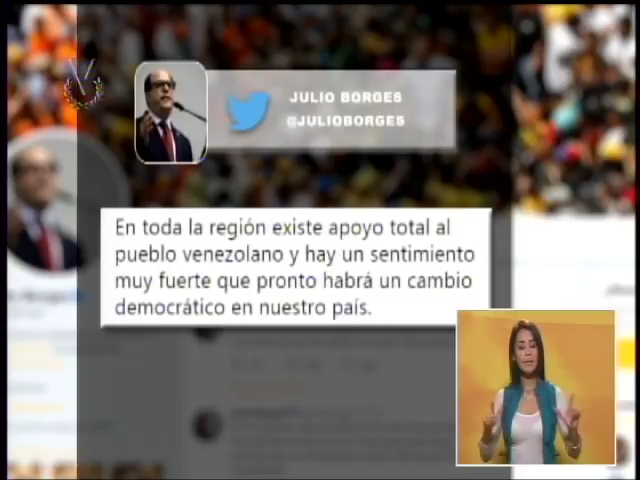 JULIO BORGES
@JULIOBORGES
En toda la región existe apoyo total al
pueblo venezolano y hay un sentimiento
muy fuerte que pronto habrá un cambio
democrático en nuestro país.